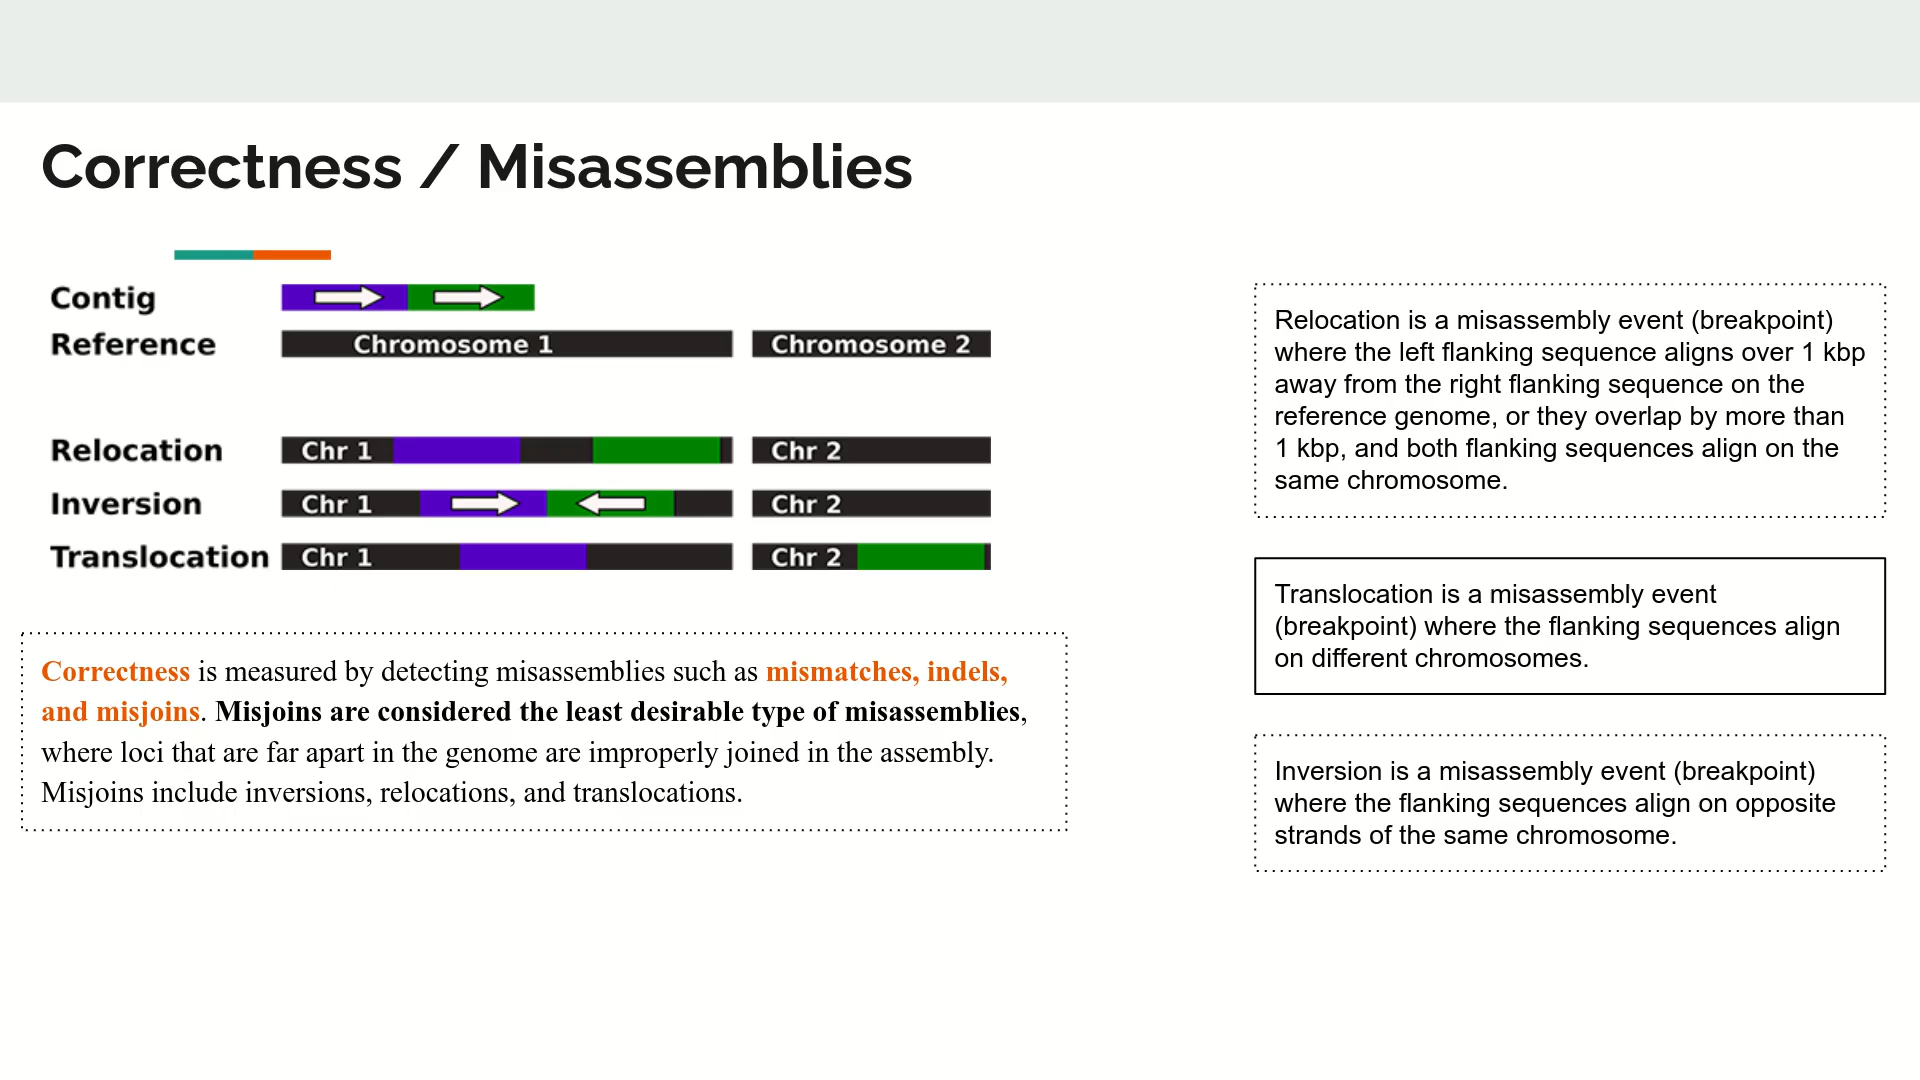 Correctness / Misassemblies
Contig
Reference Chromosome 1 Chromosome 2
Relocation Chr 1 Chr 2
Inversion Chr 1 Chr 2
Translocation Chr 1 Chr 2
Correctness is measured by detecting misassemblies such as mismatches, indels,
and misjoins. Misjoins are considered the least desirable type of misassemblies,
where loci that are far apart in the genome are improperly joined in the assembly.
Misjoins include inversions, relocations, and translocations.
Relocation is a misassembly event (breakpoint)
where the left flanking sequence aligns over 1 kbp
away from the right flanking sequence on the
reference genome, or they overlap by more than
1 kbp, and both flanking sequences align on the
same chromosome.
Translocation is a misassembly event
(breakpoint) where the flanking sequences align
on different chromosomes.
Inversion is a misassembly event (breakpoint)
where the flanking sequences align on opposite
strands of the same chromosome.